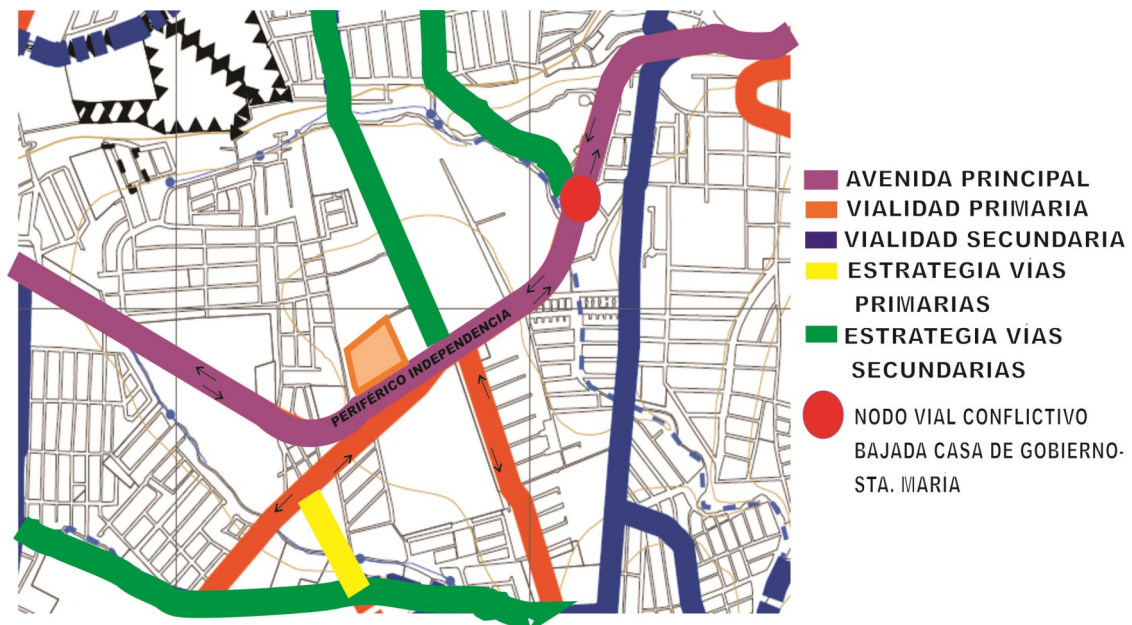 PERIFÉRICO INDEPENDENCIA
AVENIDA PRINCIPAL
VIALIDAD PRIMARIA
VIALIDAD SECUNDARIA
ESTRATEGIA VÍAS
PRIMARIAS
ESTRATEGIA VÍAS
SECUNDARIAS
NODO VIAL CONFLICTIVO
BAJADA CASA DE GOBIERNO-
STA. MARÍA